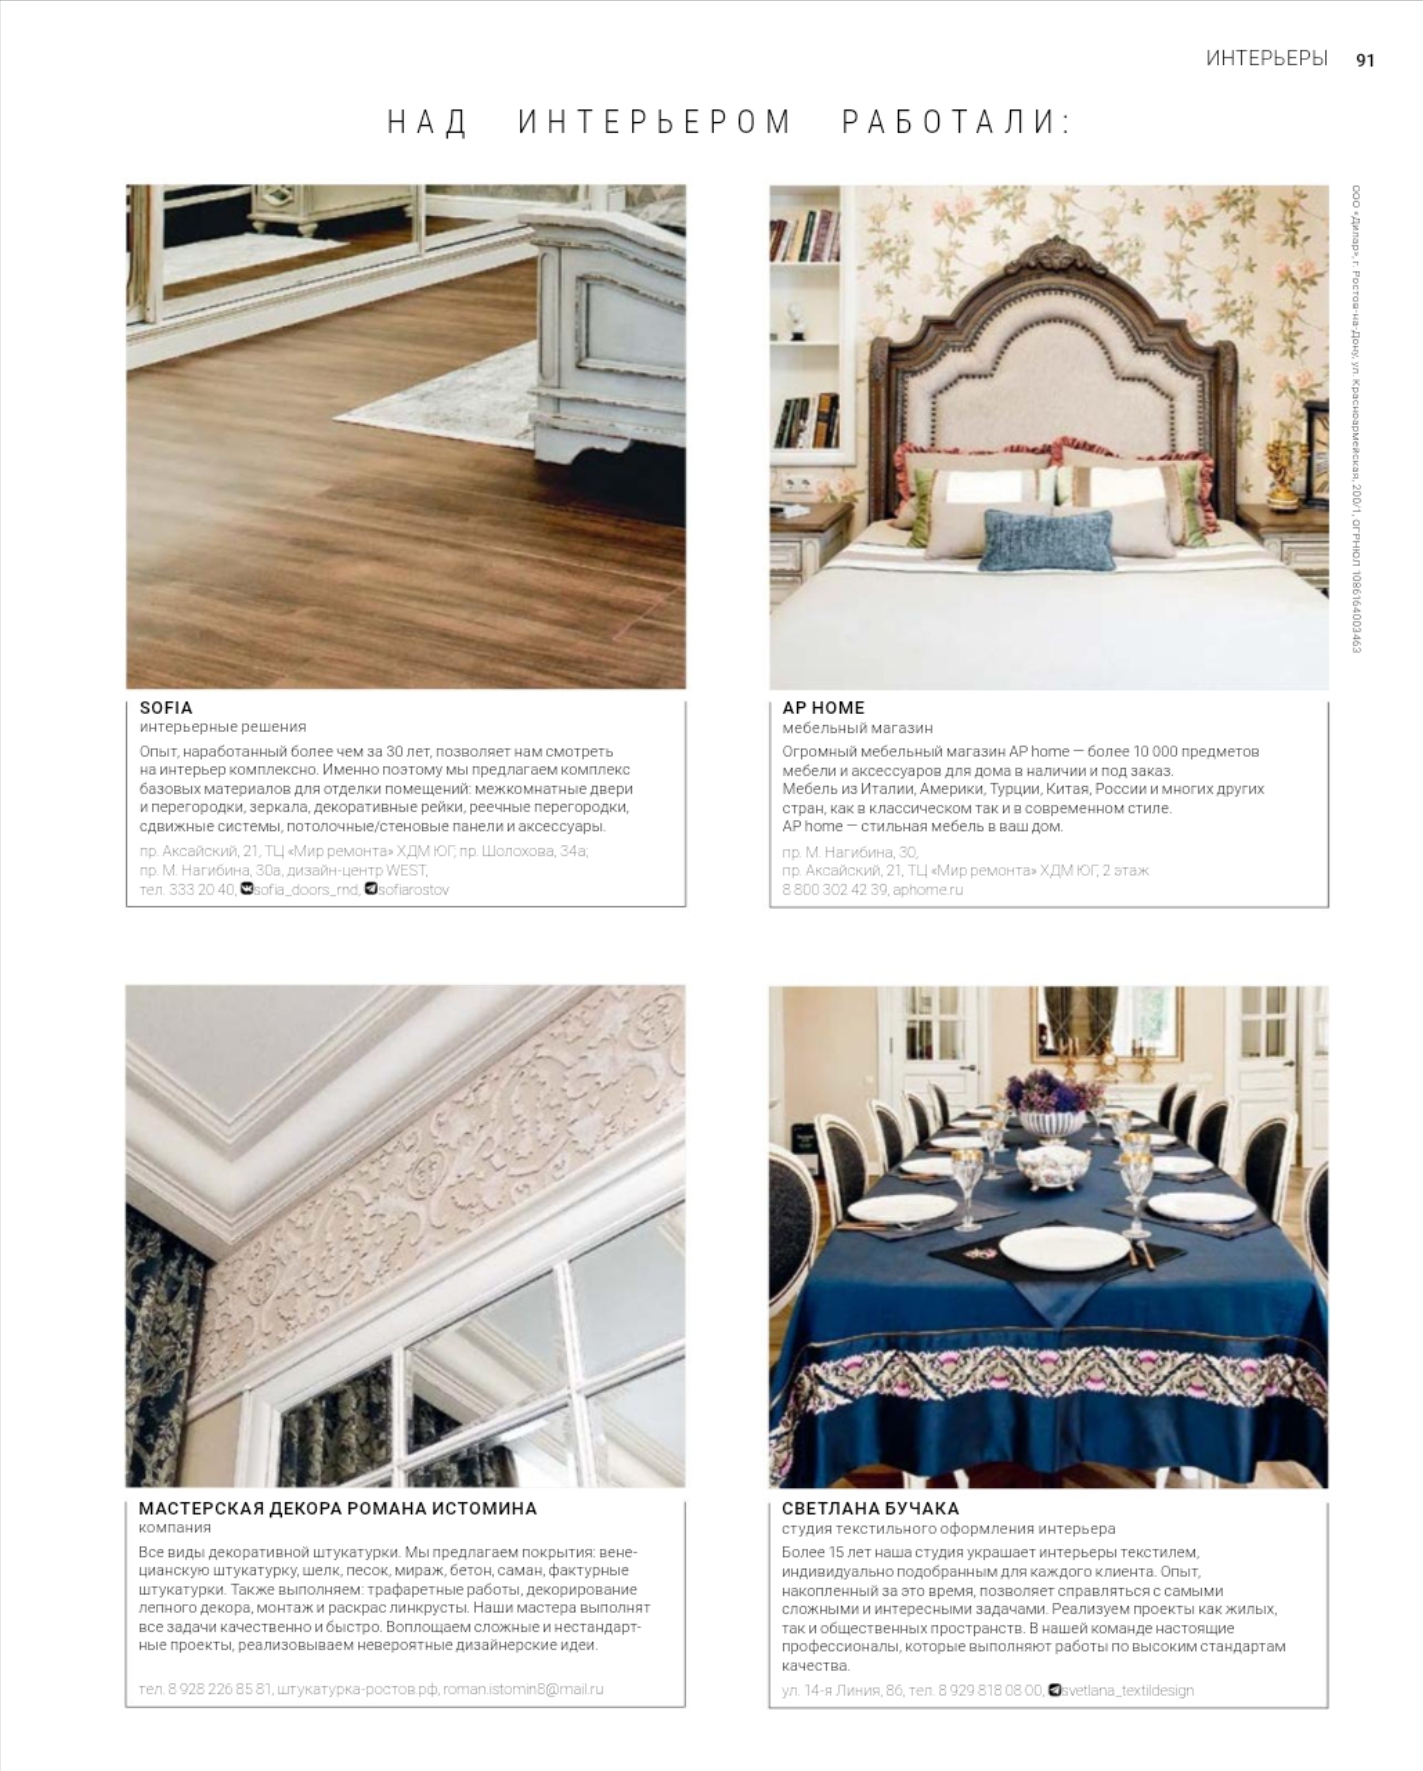 ИНТЕРЬЕРЫ 91
НАД ИНТЕРЬЕРОМ РАБОТАЛИ:
ООО «Дилар», г. Ростов-на-Дону, ул. Красноармейская, 200/1, ОГРНЮЛ 1086164003463
SOFIA
интерьерные решения
Опыт, наработанный более чем за 30 лет, позволяет нам смотреть
на интерьер комплексно. Именно поэтому мы предлагаем комплекс
базовых материалов для отделки помещений: межкомнатные двери
и перегородки, зеркала, декоративные рейки, реечные перегородки,
сдвижные системы, потолочные/стеновые панели и аксессуары.
пр. Аксайский, 21, ТЦ «Мир ремонта» ХДМ ЮГ, пр. Шолохова, 34а;
пр. М. Нагибина, 30а, дизайн-центр WEST,
тел. 333 20 40, sofia_doors_rnd, sofiarostov
AP HOME
мебельный магазин
Огромный мебельный магазин AP home — более 10 000 предметов
мебели и аксессуаров для дома в наличии и под заказ.
Мебель из Италии, Америки, Турции, Китая, России и многих других
стран, как в классическом так и в современном стиле.
AP home — стильная мебель в ваш дом.
пр. М. Нагибина, 30,
пр. Аксайский, 21, ТЦ «Мир ремонта» ХДМ ЮГ, 2 этаж
8 800 302 42 39, aphome.ru
МАСТЕРСКАЯ ДЕКОРА РОМАНА ИСТОМИНА
компания
Все виды декоративной штукатурки. Мы предлагаем покрытия: вене-
цианскую штукатурку, шелк, песок, мираж, бетон, саман, фактурные
штукатурки. Также выполняем: трафаретные работы, декорирование
лепного декора, монтаж и раскрас линкрусты. Наши мастера выполнят
все задачи качественно и быстро. Воплощаем сложные и нестандарт-
ные проекты, реализовываем невероятные дизайнерские идеи.
тел. 8 928 226 85 81, штукатурка-ростов.рф, roman.istomin8@mail.ru
СВЕТЛАНА БУЧАКА
студия текстильного оформления интерьера
Более 15 лет наша студия украшает интерьеры текстилем,
индивидуально подобранным для каждого клиента. Опыт,
накопленный за это время, позволяет справляться с самыми
сложными и интересными задачами. Реализуем проекты как жилых,
так и общественных пространств. В нашей команде настоящие
профессионалы, которые выполняют работы по высоким стандартам
качества.
ул. 14-я Линия, 86, тел. 8 929 818 08 00, svetlana_textildesign